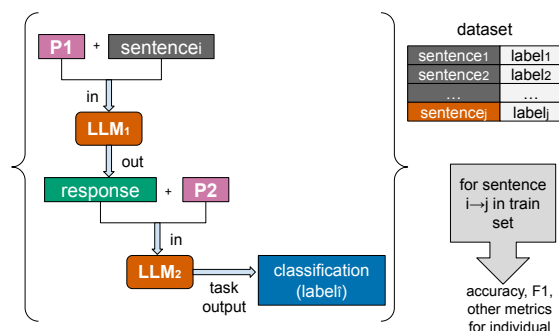 P1 + sentencei
in
LLM1
out
response + P2
in
LLM2
task
output
classification
(labelî)
dataset
sentence1 label1
sentence2 label2
... ...
sentencej labelj
for sentence
i→j in train
set
accuracy, F1,
other metrics
for individual